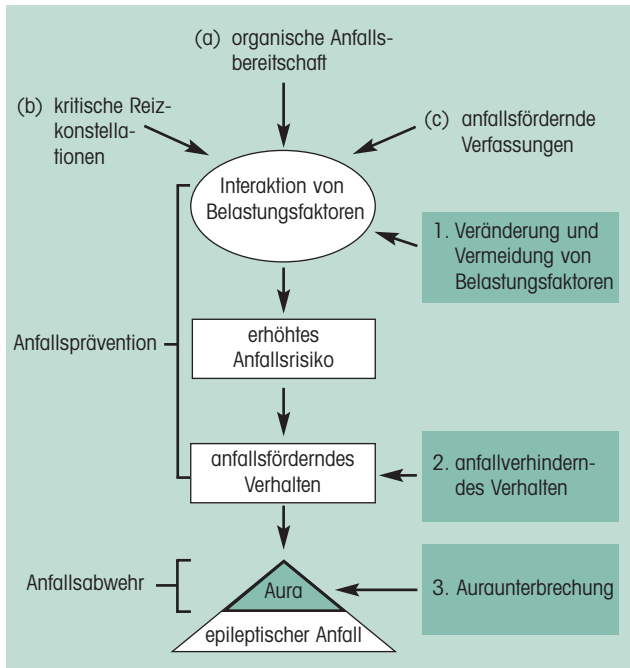 (a) organische Anfalls-
bereitschaft
(b) kritische Reiz-
konstella-
tionen
(c) anfallsfördernde
Verfassungen
Interaktion von
Belastungsfaktoren
1. Veränderung und
Vermeidung von
Belastungsfaktoren
erhöhtes
Anfallsrisiko
Anfallsprävention
anfallsförderndes
Verhalten
2. anfallverhindern-
des Verhalten
Anfallsabwehr
Aura
3. Auraunterbrechung
epileptischer Anfall